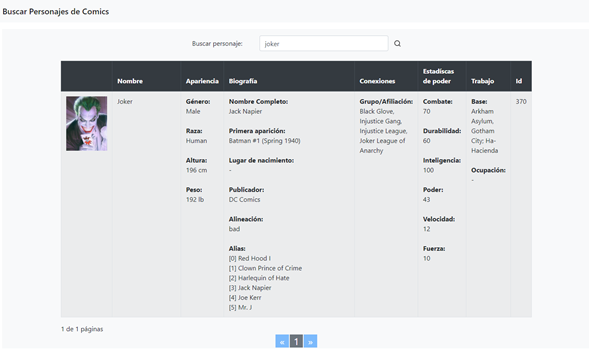 Buscar Personajes de Comics
Buscar personaje:
joker
Nombre
Apariencia
Biografía
Conexiones
Estadíscas
de poder
Trabajo
Id
Joker
Género:
Male
Raza:
Human
Altura:
196 cm
Peso:
192 lb
Nombre Completo:
Jack Napier
Primera aparición:
Batman #1 (Spring 1940)
Lugar de nacimiento:
-
Publicador:
DC Comics
Alineación:
bad
Alias:
[0] Red Hood I
[1] Clown Prince of Crime
[2] Harlequin of Hate
[3] Jack Napier
[4] Joe Kerr
[5] Mr. J
Grupo/Afiliación:
Black Glove,
Injustice Gang,
Injustice League,
Joker League of
Anarchy
Combate:
70
Durabilidad:
60
Inteligencia:
100
Poder:
43
Velocidad:
12
Fuerza:
10
Base:
Arkham
Asylum,
Gotham
City; Ha-
Hacienda
Ocupación:
-
370
1 de 1 páginas
« 1 »